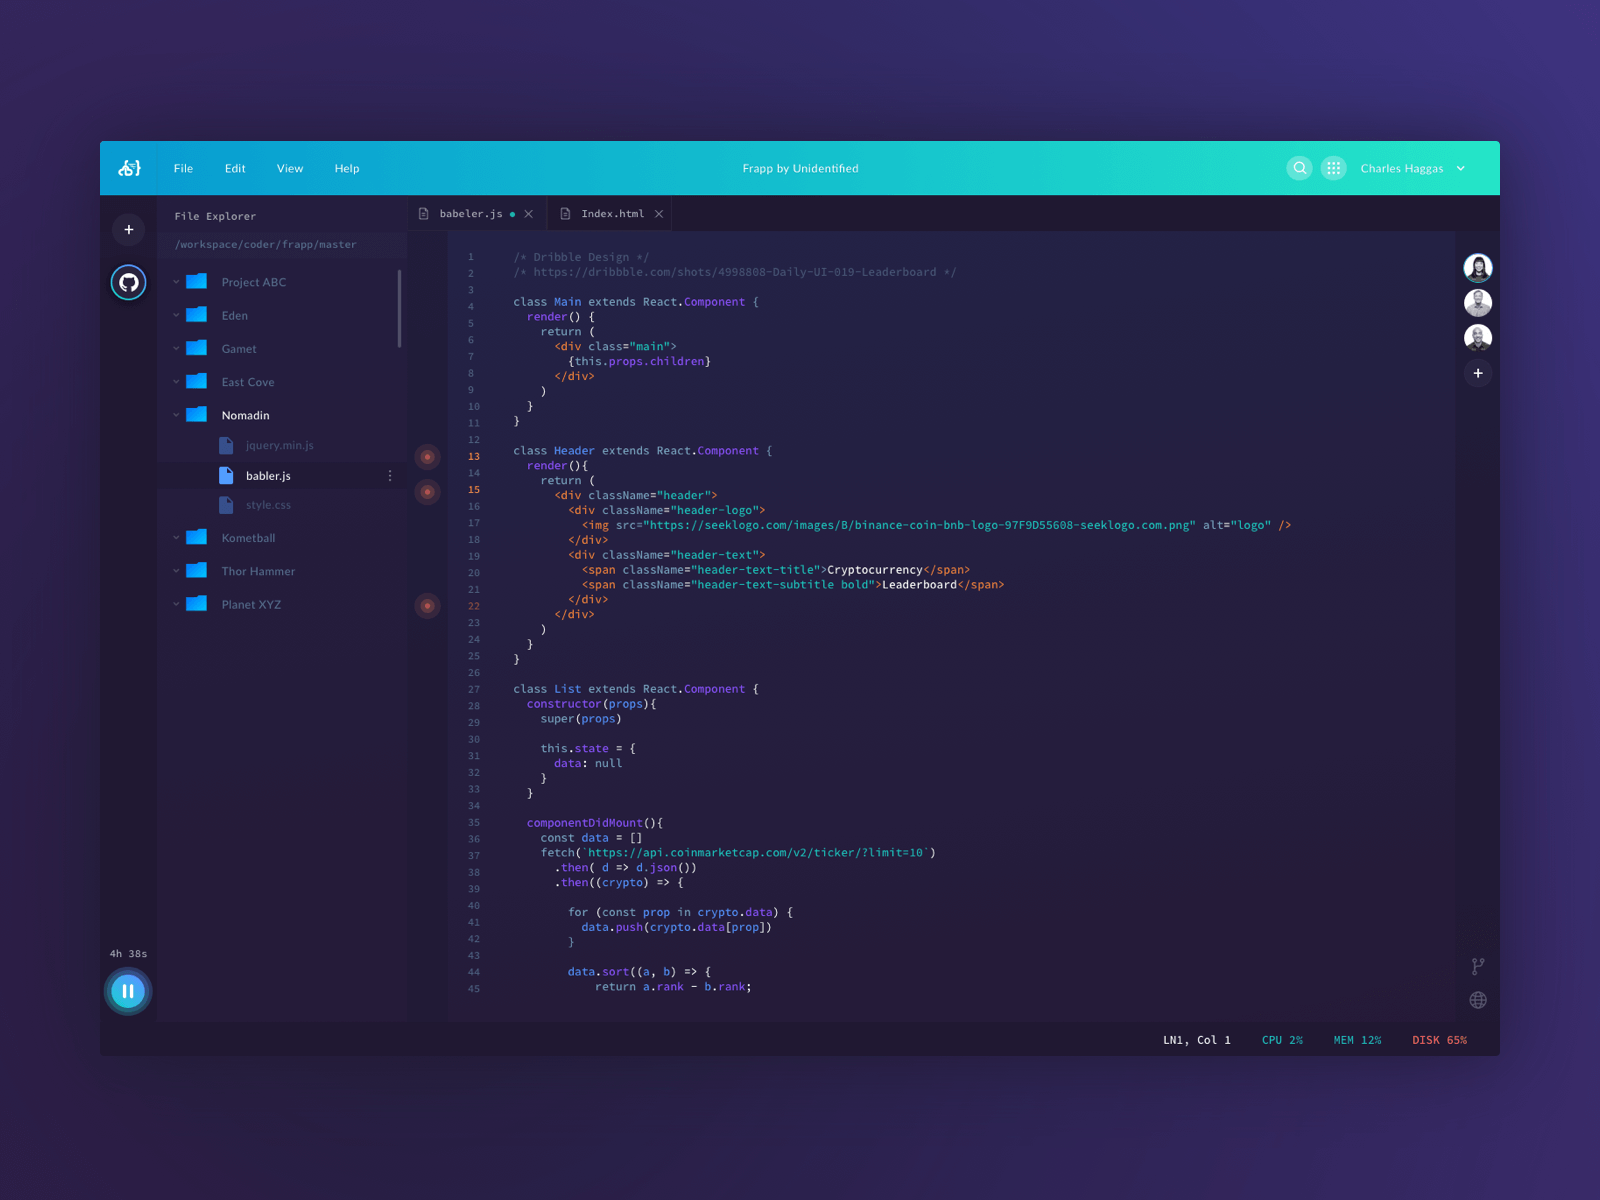 File Edit View Help
Frapp by Unidentified
Charles Haggas
File Explorer
/workspace/coder/frapp/master
Project ABC
Eden
Gamet
East Cove
Nomadin
jquery.min.js
babler.js
style.css
Kometball
Thor Hammer
Planet XYZ
4h 38s
babeler.js
Index.html
1
2
3
4
5
6
7
8
9
10
11
12
13
14
15
16
17
18
19
20
21
22
23
24
25
26
27
28
29
30
31
32
33
34
35
36
37
38
39
40
41
42
43
44
45
/* Dribble Design */
/* https://dribbble.com/shots/4998808-Daily-UI-019-Leaderboard */
class Main extends React.Component {
render() {
return (
<div class="main">
{this.props.children}
</div>
)
}
}
class Header extends React.Component {
render(){
return (
<div className="header">
<div className="header-logo">
<img src="https://seeklogo.com/images/B/binance-coin-bnb-logo-97F9D55608-seeklogo.com.png" alt="logo" />
</div>
<div className="header-text">
<span className="header-text-title">Cryptocurrency</span>
<span className="header-text-subtitle bold">Leaderboard</span>
</div>
</div>
)
}
}
class List extends React.Component {
constructor(props){
super(props)
this.state = {
data: null
}
}
componentDidMount(){
const data = []
fetch(`https://api.coinmarketcap.com/v2/ticker/?limit=10`)
.then( d => d.json())
.then((crypto) => {
for (const prop in crypto.data) {
data.push(crypto.data[prop])
}
data.sort((a, b) => {
return a.rank - b.rank;
LN1, Col 1
CPU 2%
MEM 12%
DISK 65%